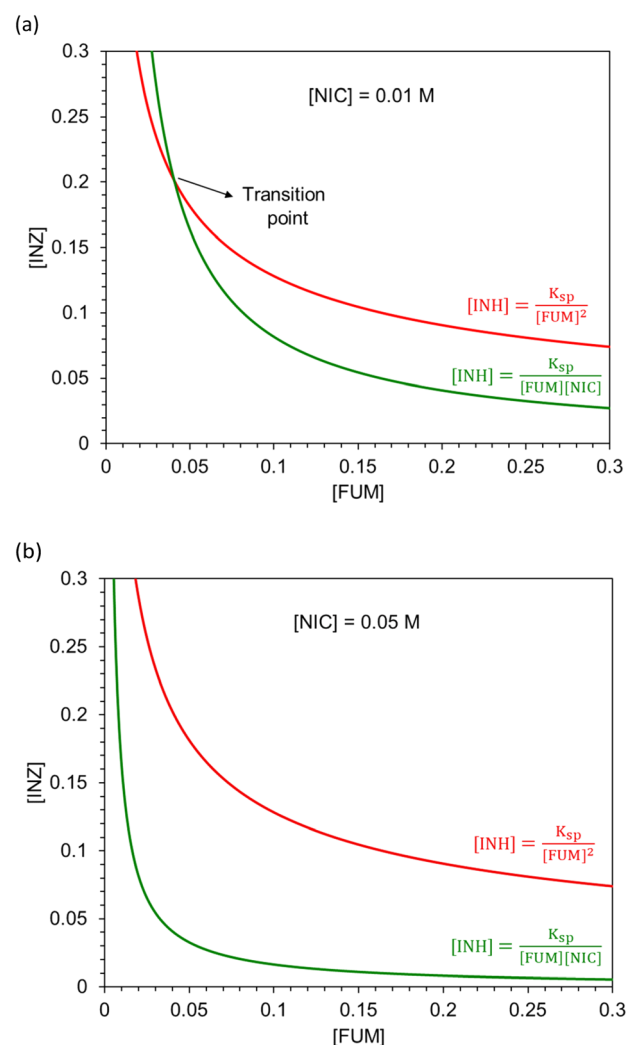 (a)
0.3
0.25
0.2
0.15
0.1
0.05
0
[INZ]
[NIC] = 0.01 M
Transition
point
[INH] = K_sp / [FUM]²
[INH] = K_sp / [FUM][NIC]
0 0.05 0.1 0.15 0.2 0.25 0.3
[FUM]
(b)
0.3
0.25
0.2
0.15
0.1
0.05
0
[INZ]
[NIC] = 0.05 M
[INH] = K_sp / [FUM]²
[INH] = K_sp / [FUM][NIC]
0 0.05 0.1 0.15 0.2 0.25 0.3
[FUM]